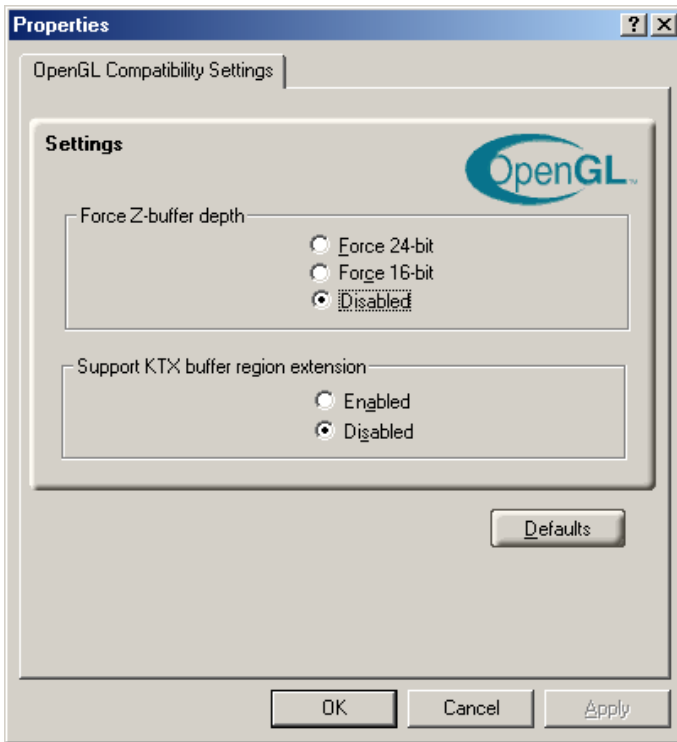 Properties
OpenGL Compatibility Settings
Settings
OpenGL™
Force Z-buffer depth
Force 24-bit
Force 16-bit
Disabled
Support KTX buffer region extension
Enabled
Disabled
Defaults
OK
Cancel
Apply